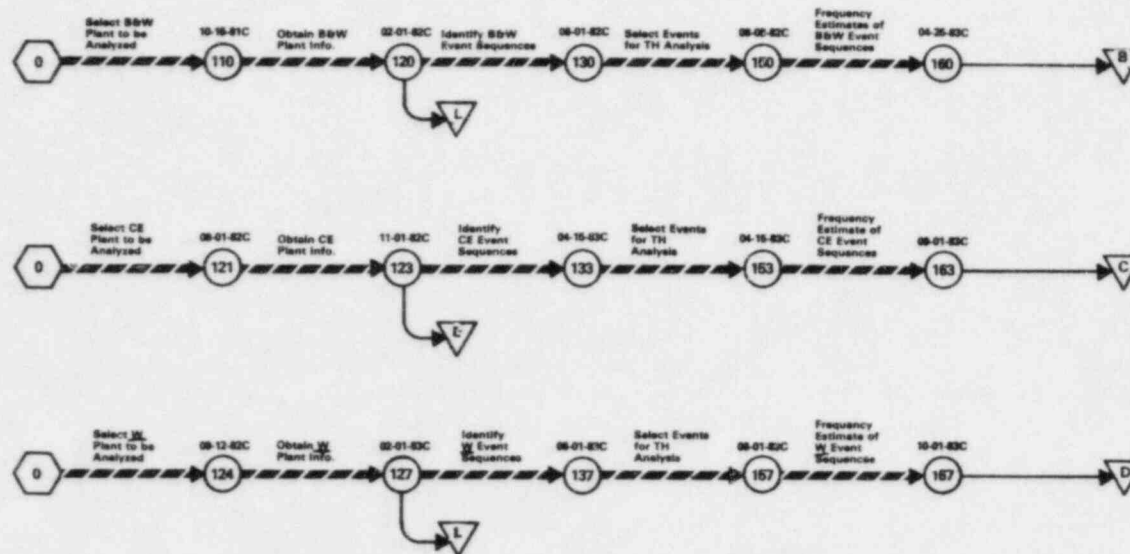 Select B&W
Plant to be
Analyzed
10-16-81C
Obtain B&W
Plant Info.
02-01-82C
Identify B&W
Event Sequences
Select Events
for TH Analysis
Frequency
Estimates of
B&W Event
Sequences
04-25-83C
0
110
120
130
150
160
B
L
Select CE
Plant to be
Analyzed
Obtain CE
Plant Info.
11-01-82C
Identify
CE Event
Sequences
04-15-83C
Select Events
for TH
Analysis
04-15-83C
Frequency
Estimate of
CE Event
Sequences
0
121
123
133
153
163
C
Select W
Plant to be
Analyzed
Obtain W
Plant Info.
02-01-83C
Identify
W Event
Sequences
Select Events
for TH
Analysis
Frequency
Estimate of
W Event
Sequences
10-01-83C
0
124
127
137
157
167
D
L